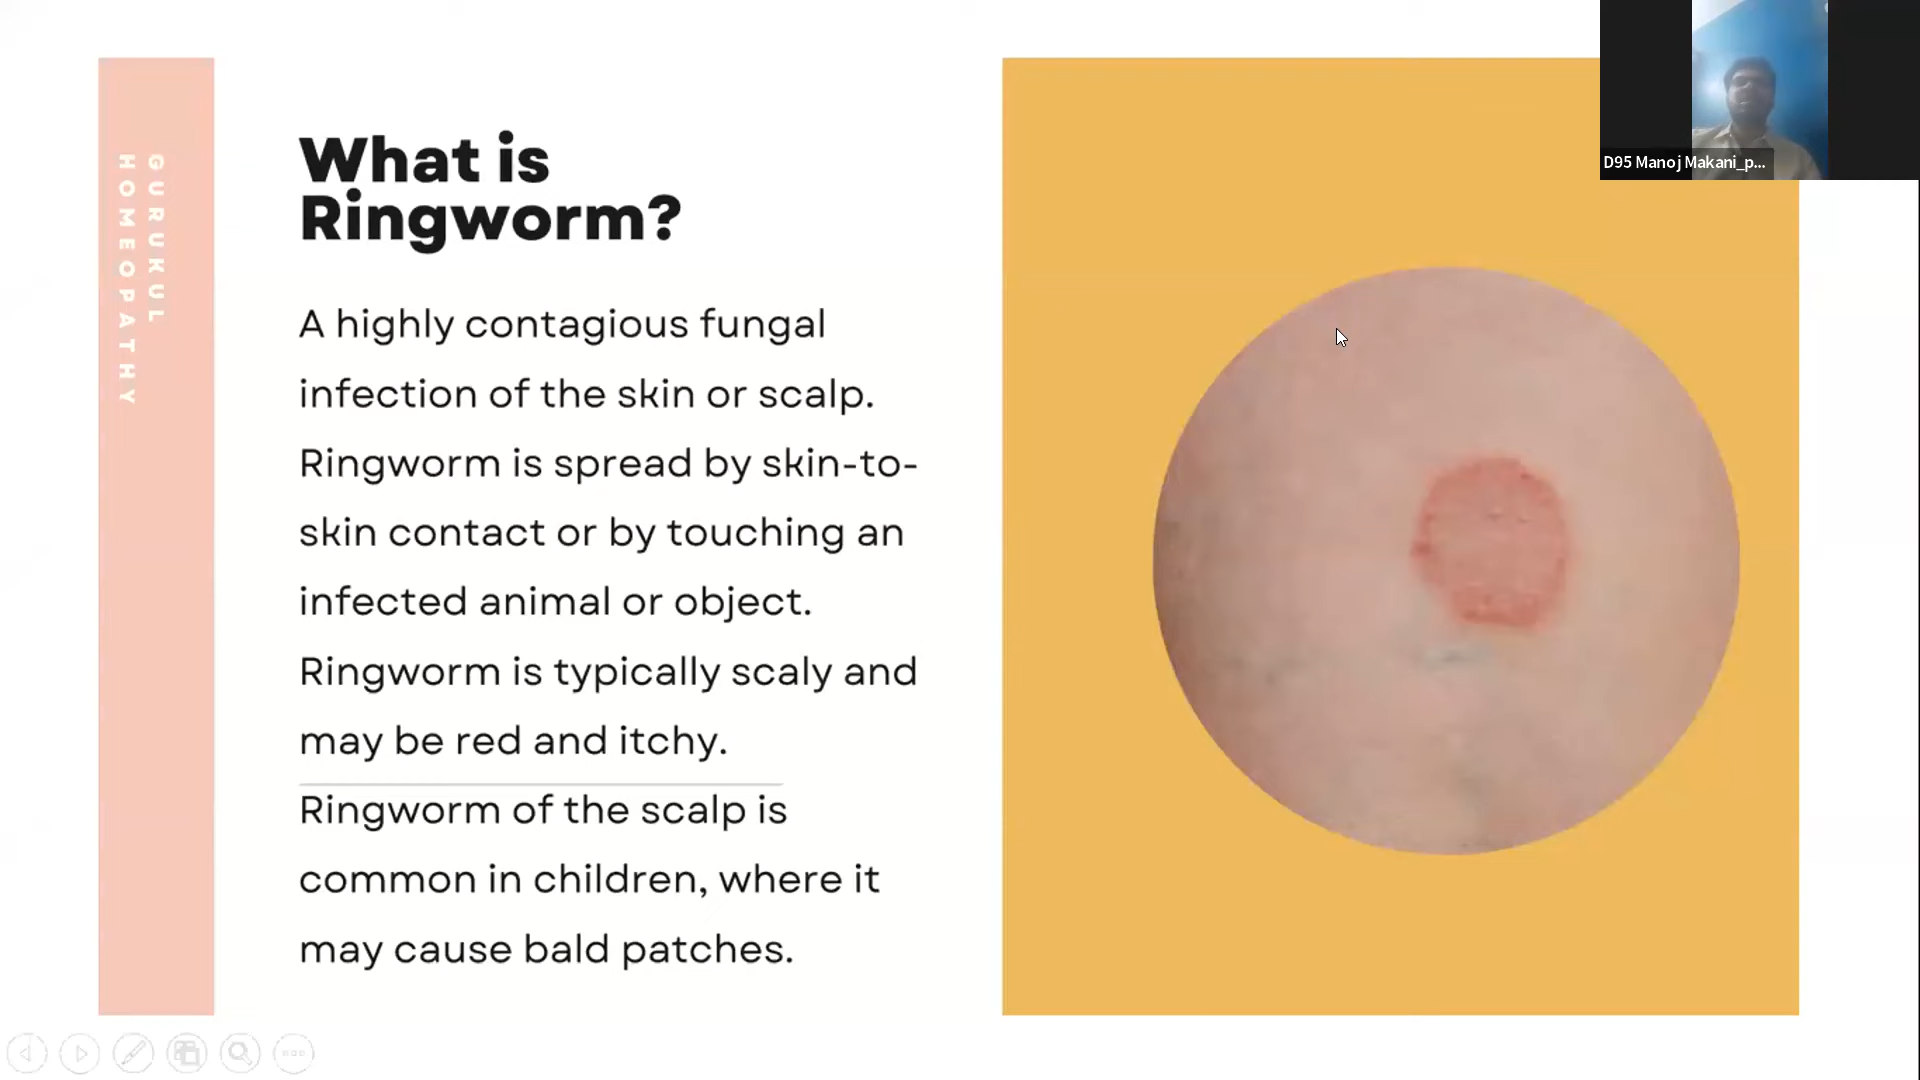 GURUKUL
HOMEOPATHY
What is
Ringworm?
A highly contagious fungal
infection of the skin or scalp.
Ringworm is spread by skin-to-
skin contact or by touching an
infected animal or object.
Ringworm is typically scaly and
may be red and itchy.
Ringworm of the scalp is
common in children, where it
may cause bald patches.
D95 Manoj Makani_p...